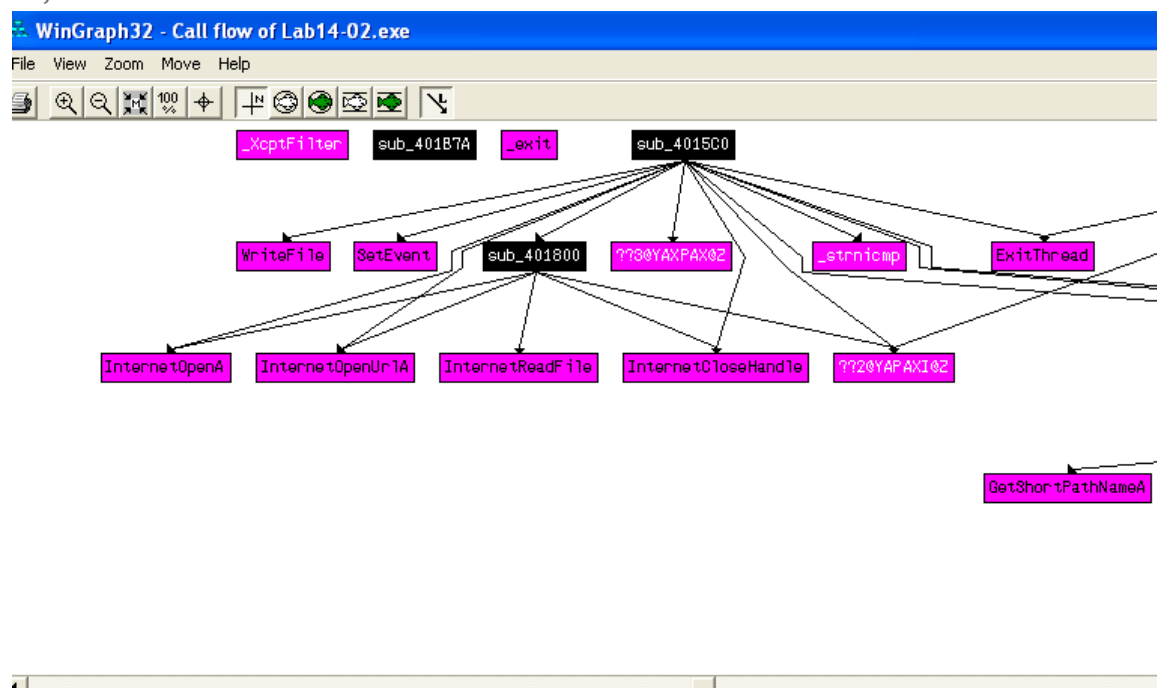 WinGraph32 - Call flow of Lab14-02.exe
File View Zoom Move Help
100 %
N
_XcptFilter sub_401B7A _exit sub_4015C0
WriteFile SetEvent sub_401800 ??3@YAXPAX@Z _strnicmp ExitThread
InternetOpenA InternetOpenUrlA InternetReadFile InternetCloseHandle ??2@YAPAXI@Z
GetShortPathNameA